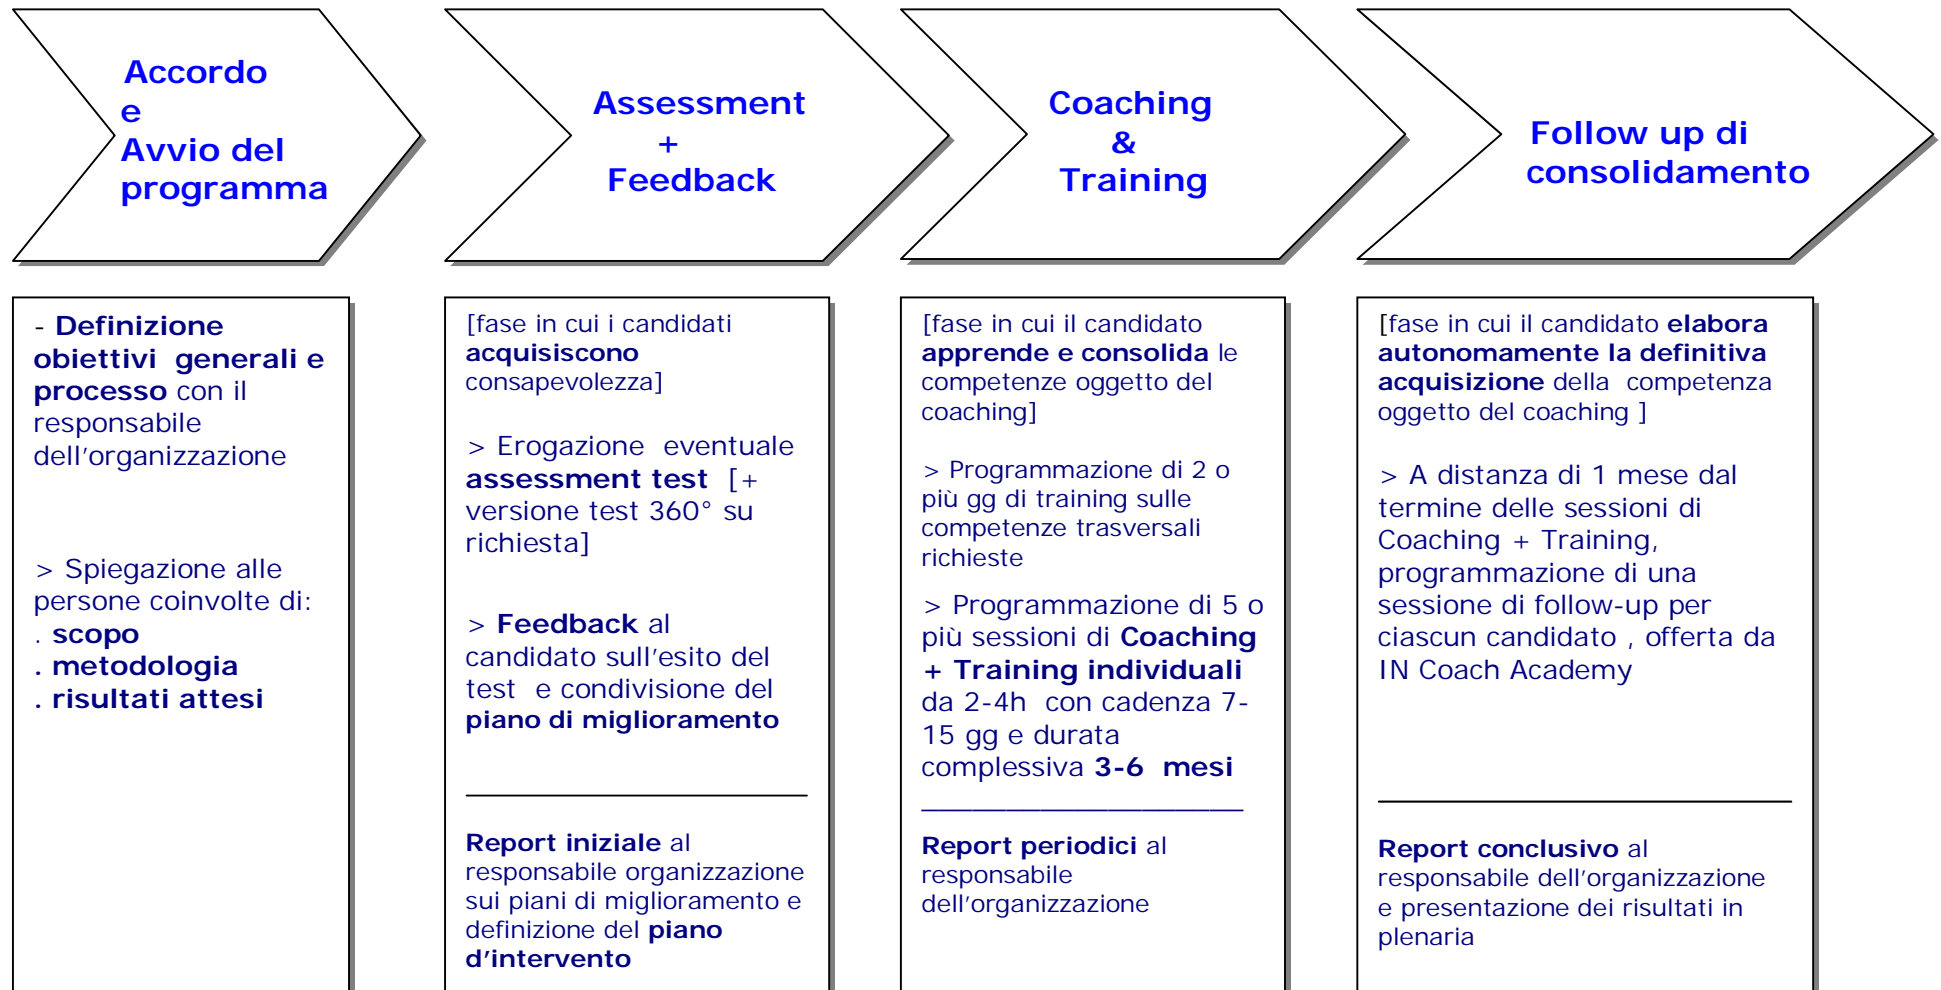 Accordo
e
Avvio del
programma
Assessment
+
Feedback
Coaching
&
Training
Follow up di
consolidamento
- Definizione
obiettivi generali e
processo con il
responsabile
dell'organizzazione
> Spiegazione alle
persone coinvolte di:
. scopo
. metodologia
. risultati attesi
[fase in cui i candidati
acquisiscono
consapevolezza]
> Erogazione eventuale
assessment test [+
versione test 360° su
richiesta]
> Feedback al
candidato sull'esito del
test e condivisione del
piano di miglioramento
Report iniziale al
responsabile organizzazione
sui piani di miglioramento e
definizione del piano
d'intervento
[fase in cui il candidato
apprende e consolida le
competenze oggetto del
coaching]
> Programmazione di 2 o
più gg di training sulle
competenze trasversali
richieste
> Programmazione di 5 o
più sessioni di Coaching
+ Training individuali
da 2-4h con cadenza 7-
15 gg e durata
complessiva 3-6 mesi
Report periodici al
responsabile
dell'organizzazione
[fase in cui il candidato elabora
autonomamente la definitiva
acquisizione della competenza
oggetto del coaching ]
> A distanza di 1 mese dal
termine delle sessioni di
Coaching + Training,
programmazione di una
sessione di follow-up per
ciascun candidato , offerta da
IN Coach Academy
Report conclusivo al
responsabile dell'organizzazione
e presentazione dei risultati in
plenaria